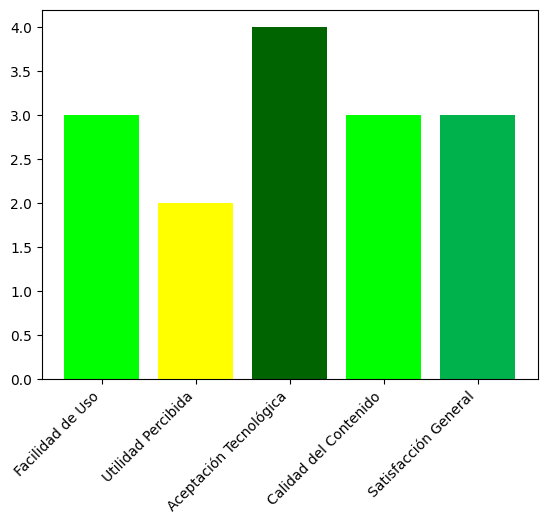 4.0
3.5
3.0
2.5
2.0
1.5
1.0
0.5
0.0
Facilidad de Uso
Utilidad Percibida
Aceptación Tecnológica
Calidad del Contenido
Satisfacción General